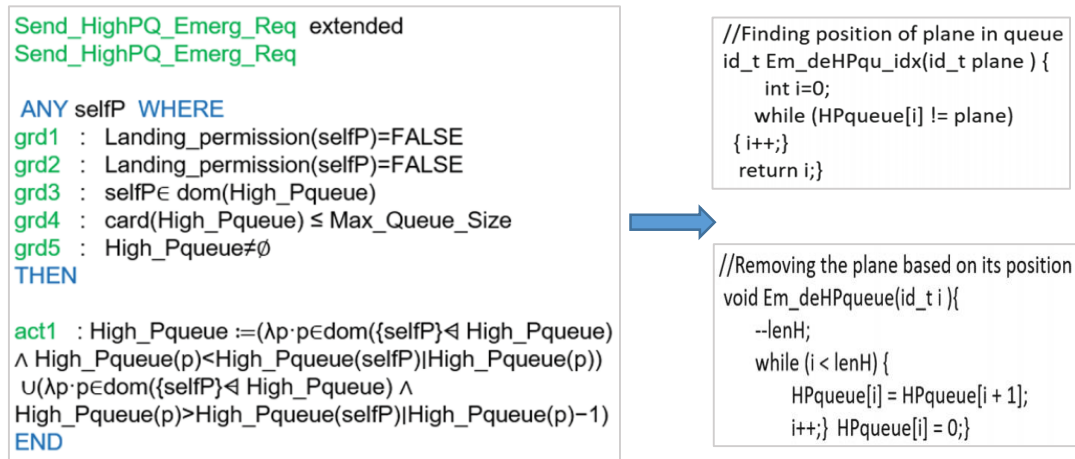 Send_HighPQ_Emerg_Req extended
Send_HighPQ_Emerg_Req
ANY selfP WHERE
grd1 : Landing_permission(selfP)=FALSE
grd2 : Landing_permission(selfP)=FALSE
grd3 : selfP∈ dom(High_Pqueue)
grd4 : card(High_Pqueue) ≤ Max_Queue_Size
grd5 : High_Pqueue≠∅
THEN
act1 : High_Pqueue :=(λp·p∈dom({selfP}⩤ High_Pqueue)
∧ High_Pqueue(p)<High_Pqueue(selfP)|High_Pqueue(p))
∪(λp·p∈dom({selfP}⩤ High_Pqueue) ∧
High_Pqueue(p)>High_Pqueue(selfP)|High_Pqueue(p)−1)
END
//Finding position of plane in queue
id_t Em_deHPqu_idx(id_t plane ) {
int i=0;
while (HPqueue[i] != plane)
{ i++;}
return i;}
//Removing the plane based on its position
void Em_deHPqueue(id_t i ){
--lenH;
while (i < lenH) {
HPqueue[i] = HPqueue[i + 1];
i++;} HPqueue[i] = 0;}